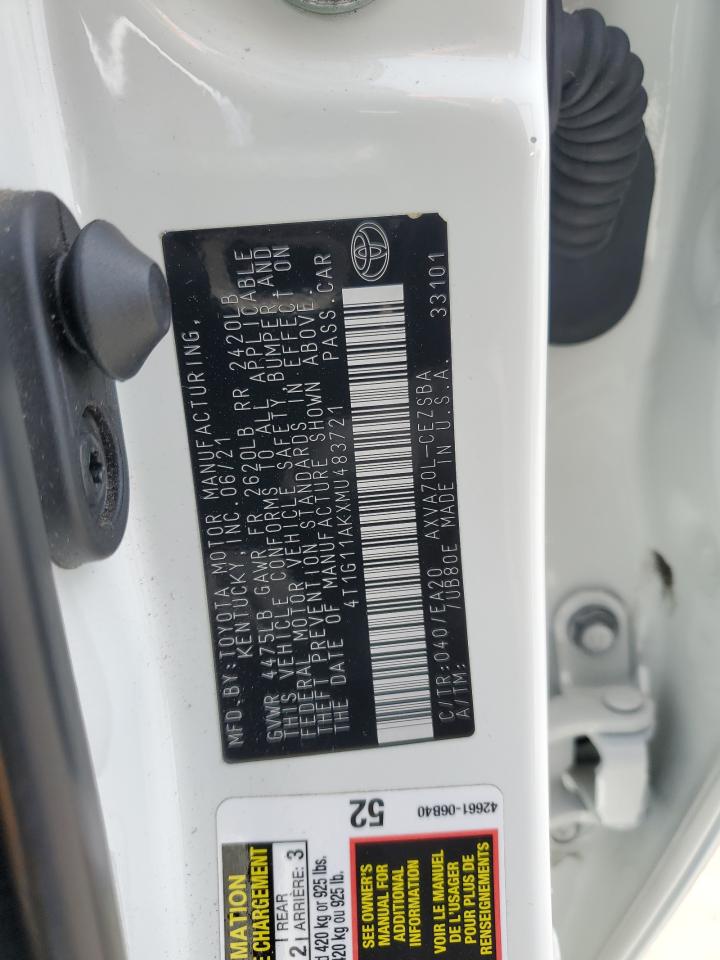 MFD.BY:TOYOTA MOTOR MANUFACTURING,
KENTUCKY, INC.06/21
GVWR 4475LB GAWR FR 2620LB RR 2420LB
THIS VEHICLE CONFORMS TO ALL APPLICABLE
FEDERAL MOTOR VEHICLE SAFETY BUMPER AND
THEFT PREVENTION STANDARDS IN EFFECT ON
THE DATE OF MANUFACTURE SHOWN ABOVE.
4T1G11AKXMU483721 PASS.CAR
C/TR:040/EA20 AXVA70L-CEZSBA 33101
A/TM: /UB80E MADE IN U.S.A.
52
42661-06B40
MATION
E CHARGEMENT
2 REAR
ARRIÈRE: 3
d 420 kg or 925 lbs.
420 kg ou 925 lb.
SEE OWNER'S
MANUAL FOR
ADDITIONAL
INFORMATION
VOIR LE MANUEL
DE L'USAGER
POUR PLUS DE
RENSEIGNEMENTS